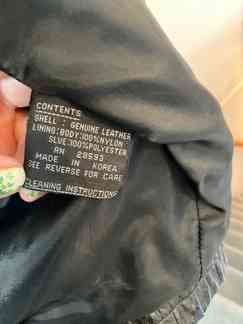 CONTENTS
SHELL : GENUINE LEATHER
LINING:BODY:100%NYLON
SLVE:100%POLYESTER
RN 28593
MADE IN KOREA
SEE REVERSE FOR CARE
CLEANING INSTRUCTIONS